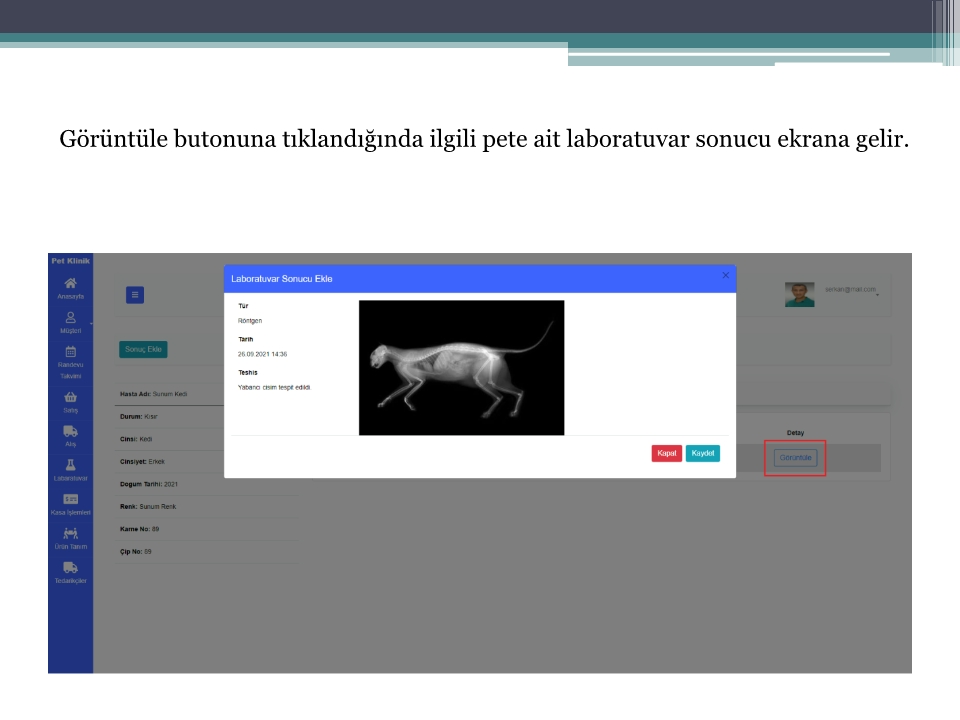 Görüntüle butonuna tıklandığında ilgili pete ait laboratuvar sonucu ekrana gelir.
Pet Klinik
Anasayfa
Müşteri
Randevu
Takvimi
Satış
Alış
Laboratuvar
Kasa İşlemleri
Ürün Tanım
Tedarikçiler
serkan@mail.com
Sonuç Ekle
Hasta Adı: Sunum Kedi
Durum: Kısır
Cinsi: Kedi
Cinsiyet: Erkek
Dogum Tarihi: 2021
Renk: Sunum Renk
Karne No: 89
Çip No: 89
Laboratuvar Sonucu Ekle
×
Tür
Röntgen
Tarih
26.09.2021 14:36
Teshis
Yabancı cisim tespit edildi
Kapat
Kaydet
Detay
Görüntüle